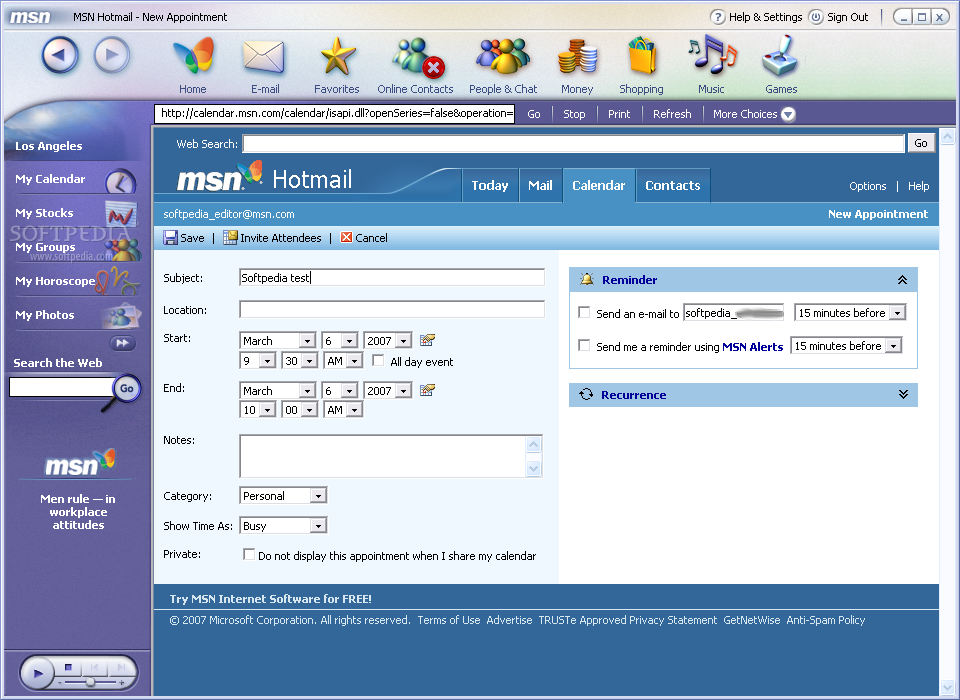 msn MSN Hotmail - New Appointment Help & Settings Sign Out
Home E-mail Favorites Online Contacts People & Chat Money Shopping Music Games
http://calendar.msn.com/calendar/isapi.dll?openSeries=false&operation= Go Stop Print Refresh More Choices
Los Angeles
My Calendar
My Stocks
SOFTPEDIA
www.softpedia.com
My Groups
My Horoscope
My Photos
Search the Web
Go
msn
Men rule — in
workplace
attitudes
Web Search: Go
msn Hotmail Today Mail Calendar Contacts Options | Help
softpedia_editor@msn.com New Appointment
Save | Invite Attendees | Cancel
Subject: Softpedia test
Location:
Start: March 6 2007
9 30 AM All day event
End: March 6 2007
10 00 AM
Notes:
Category: Personal
Show Time As: Busy
Private: Do not display this appointment when I share my calendar
Reminder
Send an e-mail to softpedia_ 15 minutes before
Send me a reminder using MSN Alerts 15 minutes before
Recurrence
Try MSN Internet Software for FREE!
© 2007 Microsoft Corporation. All rights reserved. Terms of Use Advertise TRUSTe Approved Privacy Statement GetNetWise Anti-Spam Policy